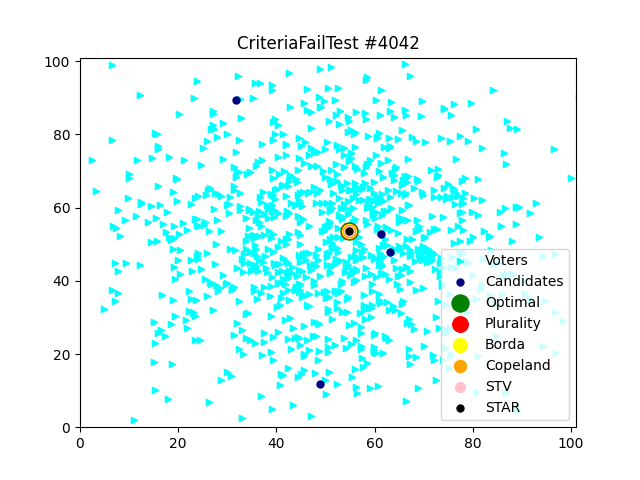 CriteriaFailTest #4042
100
80
60
40
20
0
0 20 40 60 80 100
Voters
Candidates
Optimal
Plurality
Borda
Copeland
STV
STAR